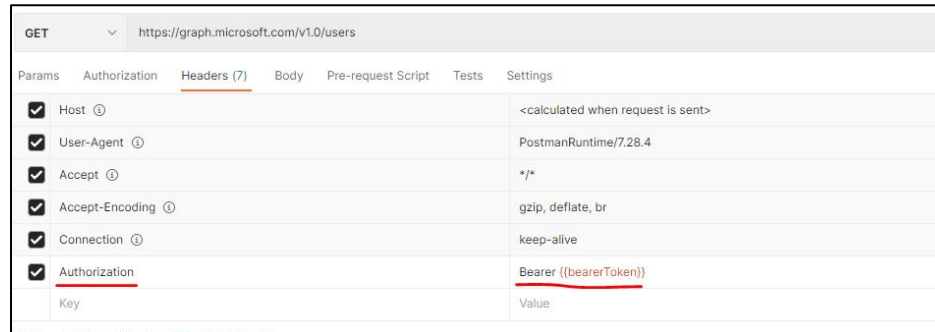 GET https://graph.microsoft.com/v1.0/users
Params Authorization Headers (7) Body Pre-request Script Tests Settings
Host <calculated when request is sent>
User-Agent PostmanRuntime/7.28.4
Accept */*
Accept-Encoding gzip, deflate, br
Connection keep-alive
Authorization Bearer {{bearerToken}}
Key Value